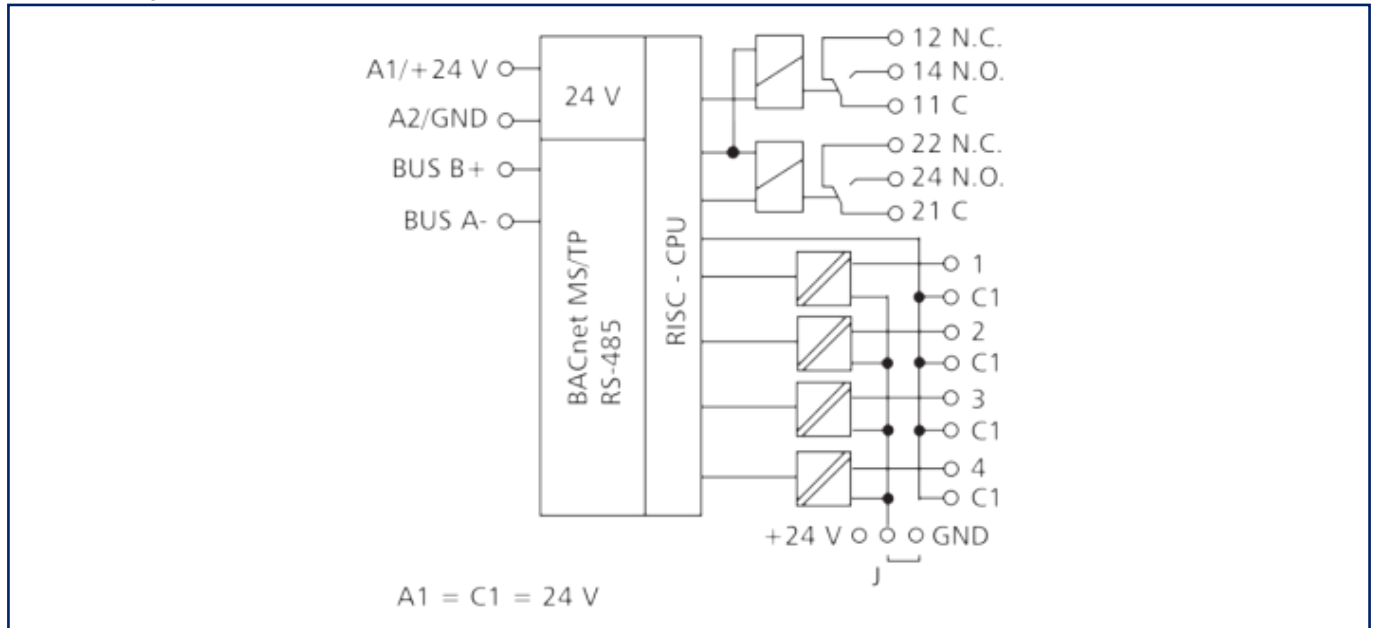 A1/+24 V
A2/GND
BUS B+
BUS A-
24 V
BACnet MS/TP
RS-485
RISC - CPU
12 N.C.
14 N.O.
11 C
22 N.C.
24 N.O.
21 C
1
C1
2
C1
3
C1
4
C1
+24 V
GND
J
A1 = C1 = 24 V